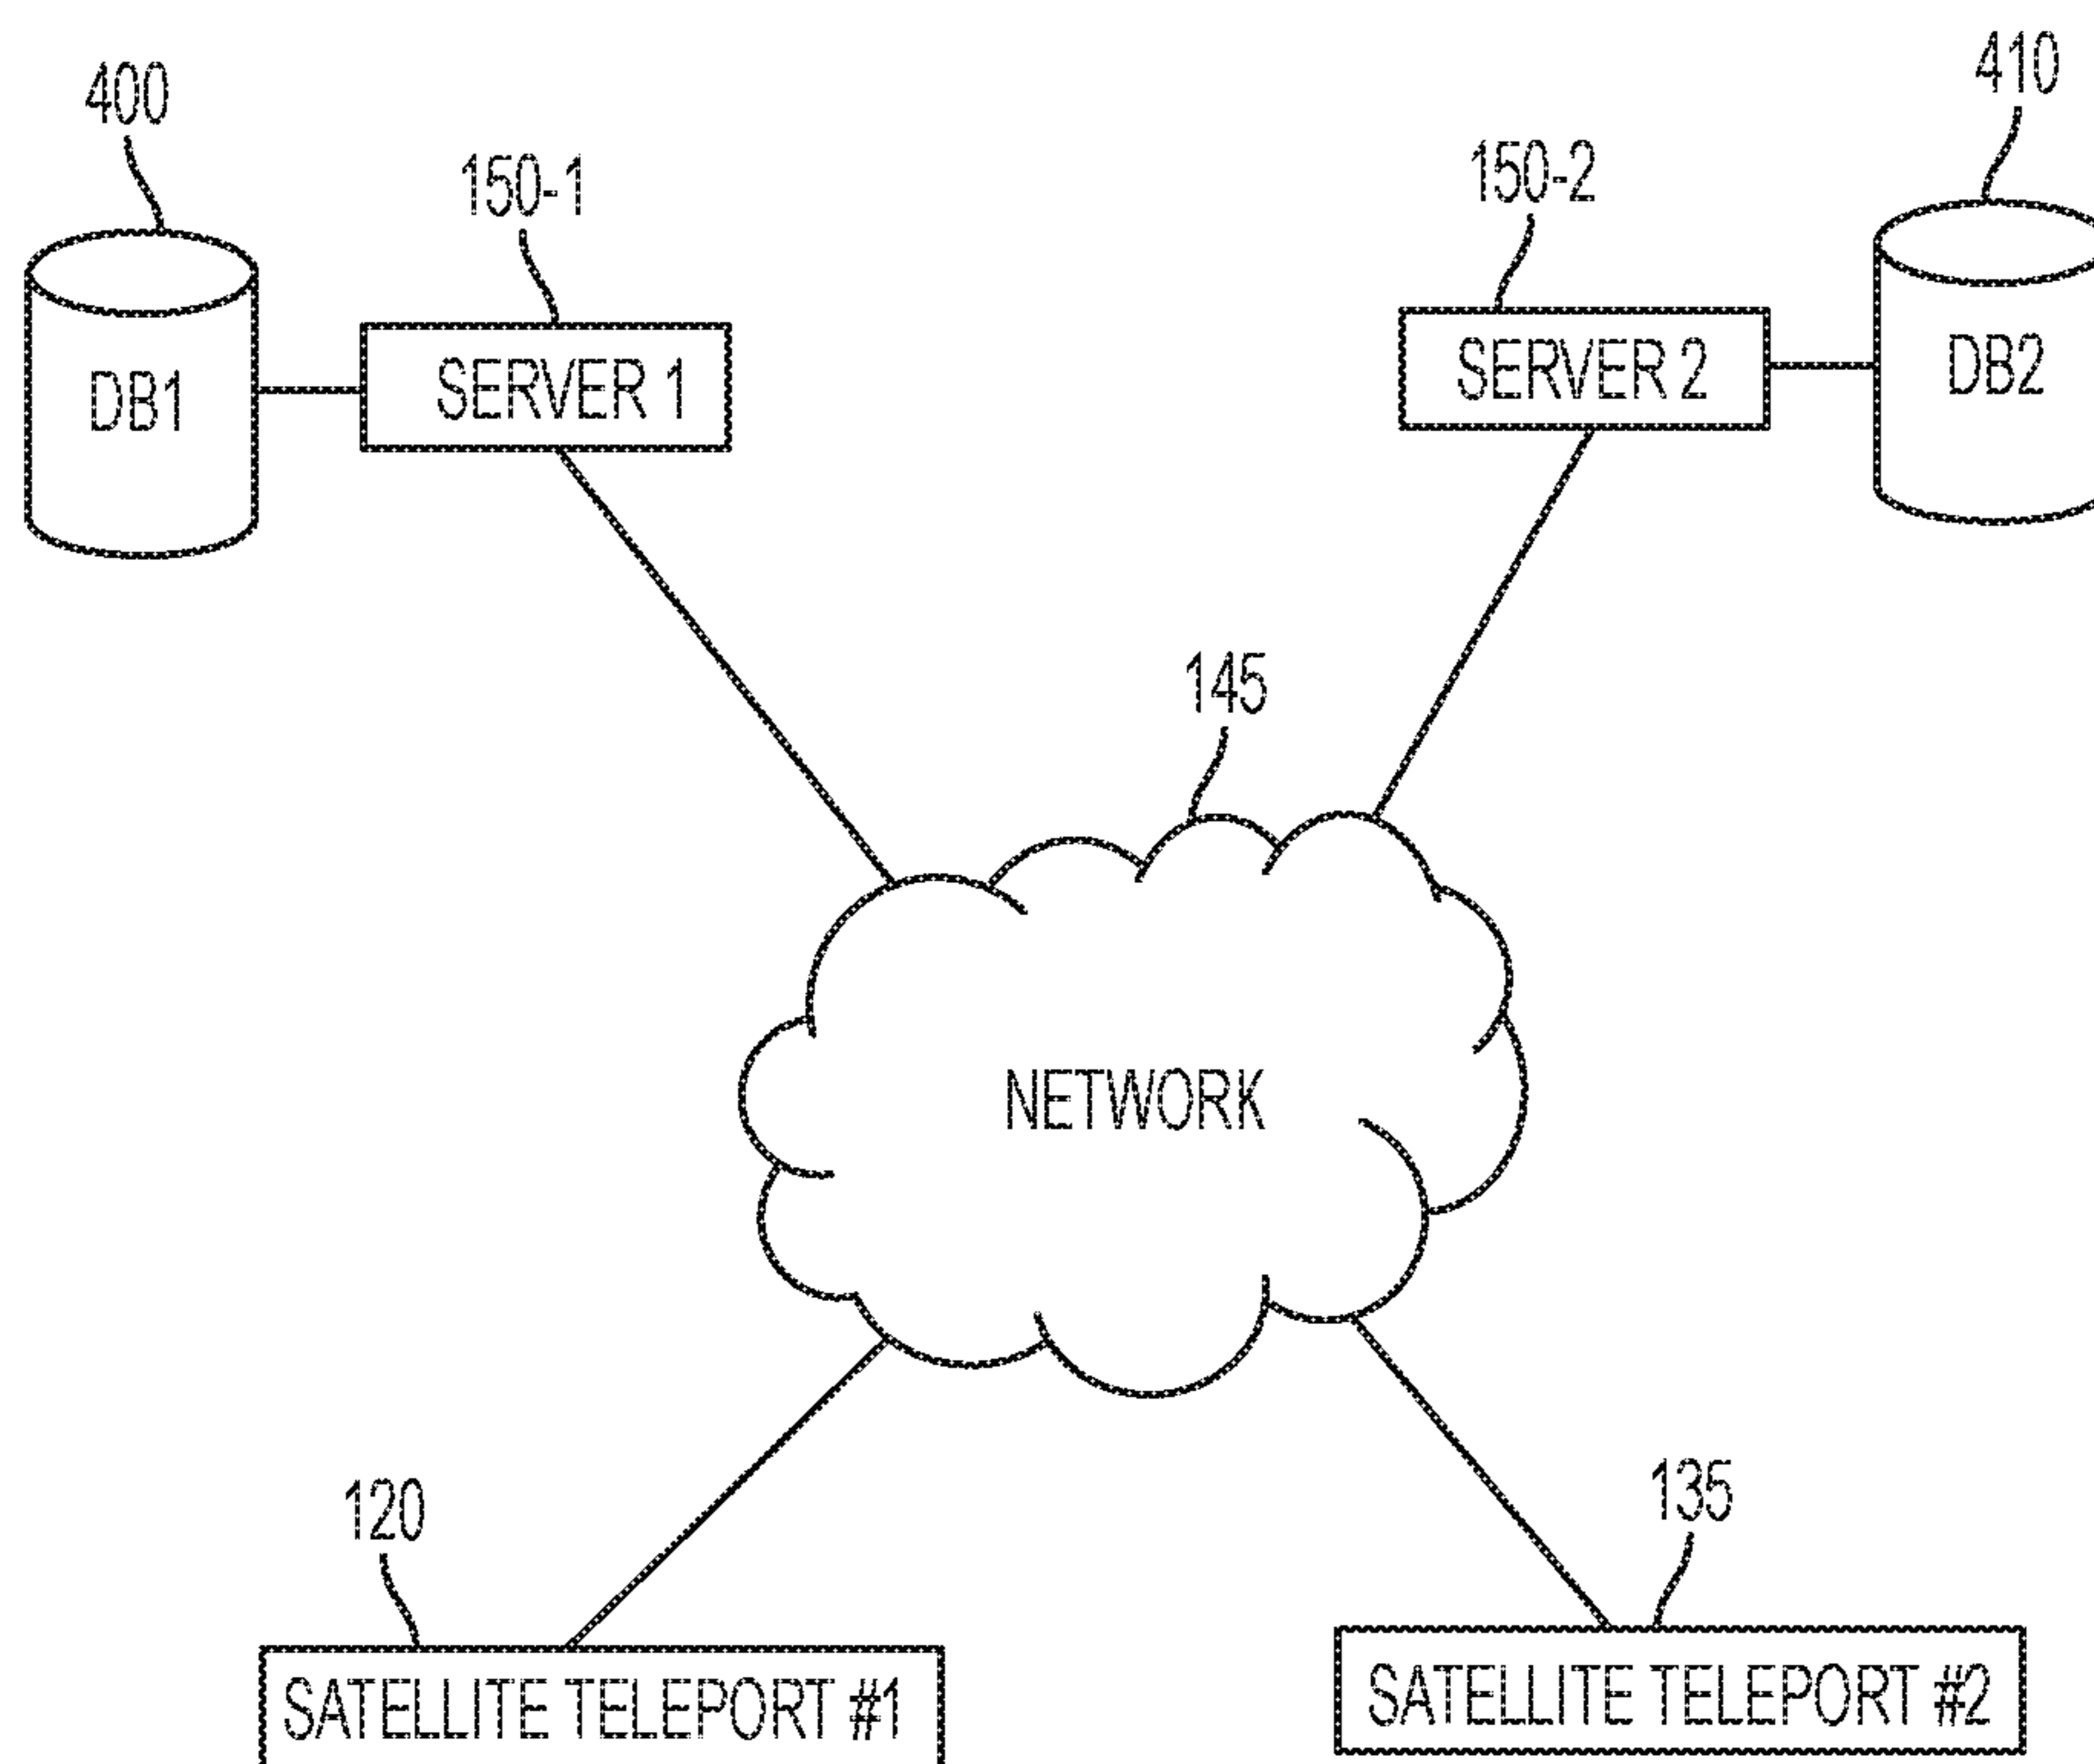 400
410
150-1
150-2
DB1
SERVER 1
SERVER 2
DB2
145
NETWORK
120
135
SATELLITE TELEPORT #1
SATELLITE TELEPORT #2